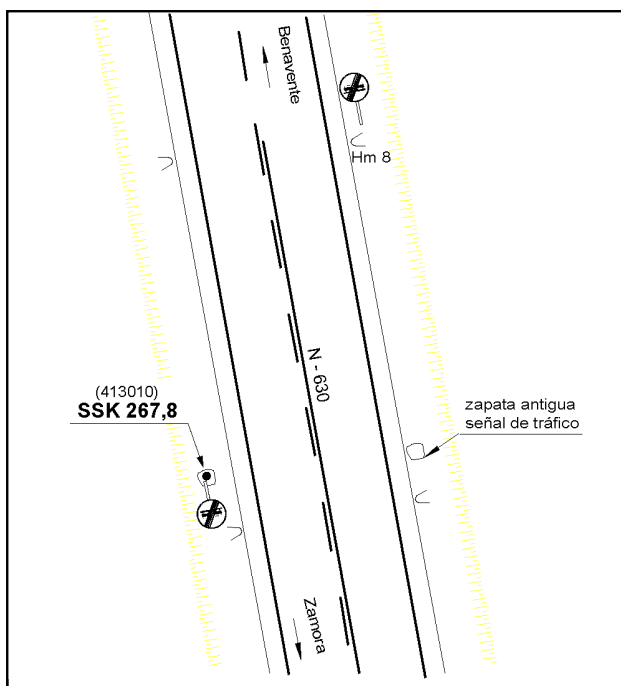 Benavente
Hm 8
N - 630
(413010)
SSK 267,8
zapata antigua
señal de tráfico
Zamora